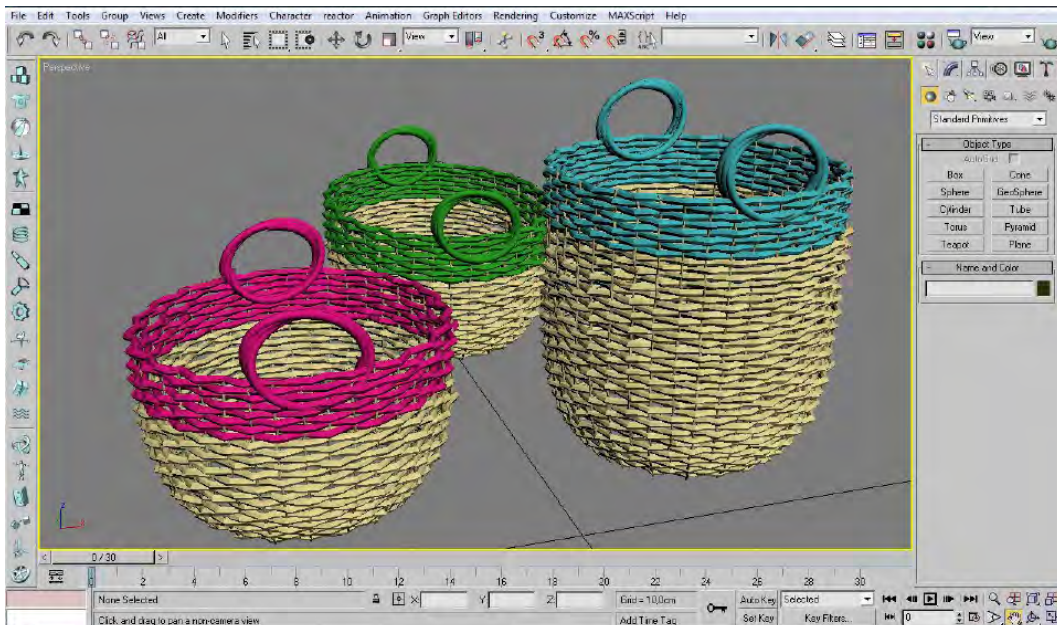 File Edit Tools Group Views Create Modifiers Character reactor Animation Graph Editors Rendering Customize MAXScript Help
All View View
Perspective
Standard Primitives
- Object Type
AutoGrid
Box Cone
Sphere GeoSphere
Cylinder Tube
Torus Pyramid
Teapot Plane
- Name and Color
z
x
< 0 / 30 >
0 2 4 6 8 10 12 14 16 18 20 22 24 26 28 30
None Selected X: Y: Z: Grid = 10,0cm Auto Key Selected
Click and drag to pan a non-camera view Add Time Tag Set Key Key Filters... 0